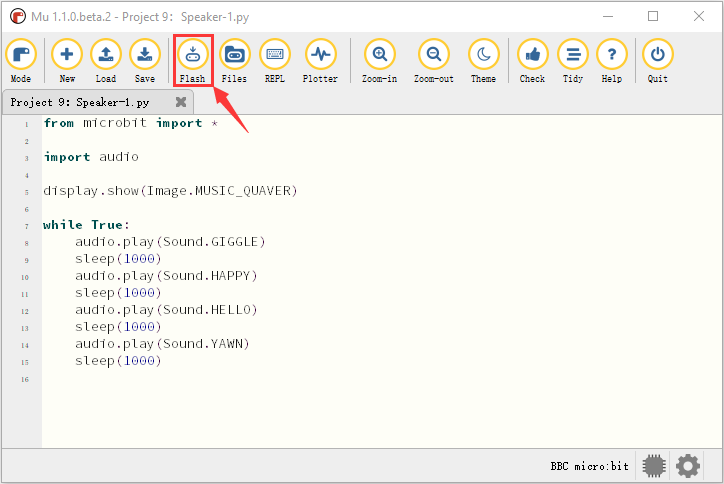 Mu 1.1.0.beta.2 - Project 9: Speaker-1.py
Mode New Load Save Flash Files REPL Plotter Zoom-in Zoom-out Theme Check Tidy Help Quit
Project 9: Speaker-1.py
1 from microbit import *
2
3 import audio
4
5 display.show(Image.MUSIC_QUAVER)
6
7 while True:
8     audio.play(Sound.GIGGLE)
9     sleep(1000)
10     audio.play(Sound.HAPPY)
11     sleep(1000)
12     audio.play(Sound.HELLO)
13     sleep(1000)
14     audio.play(Sound.YAWN)
15     sleep(1000)
16
BBC micro:bit